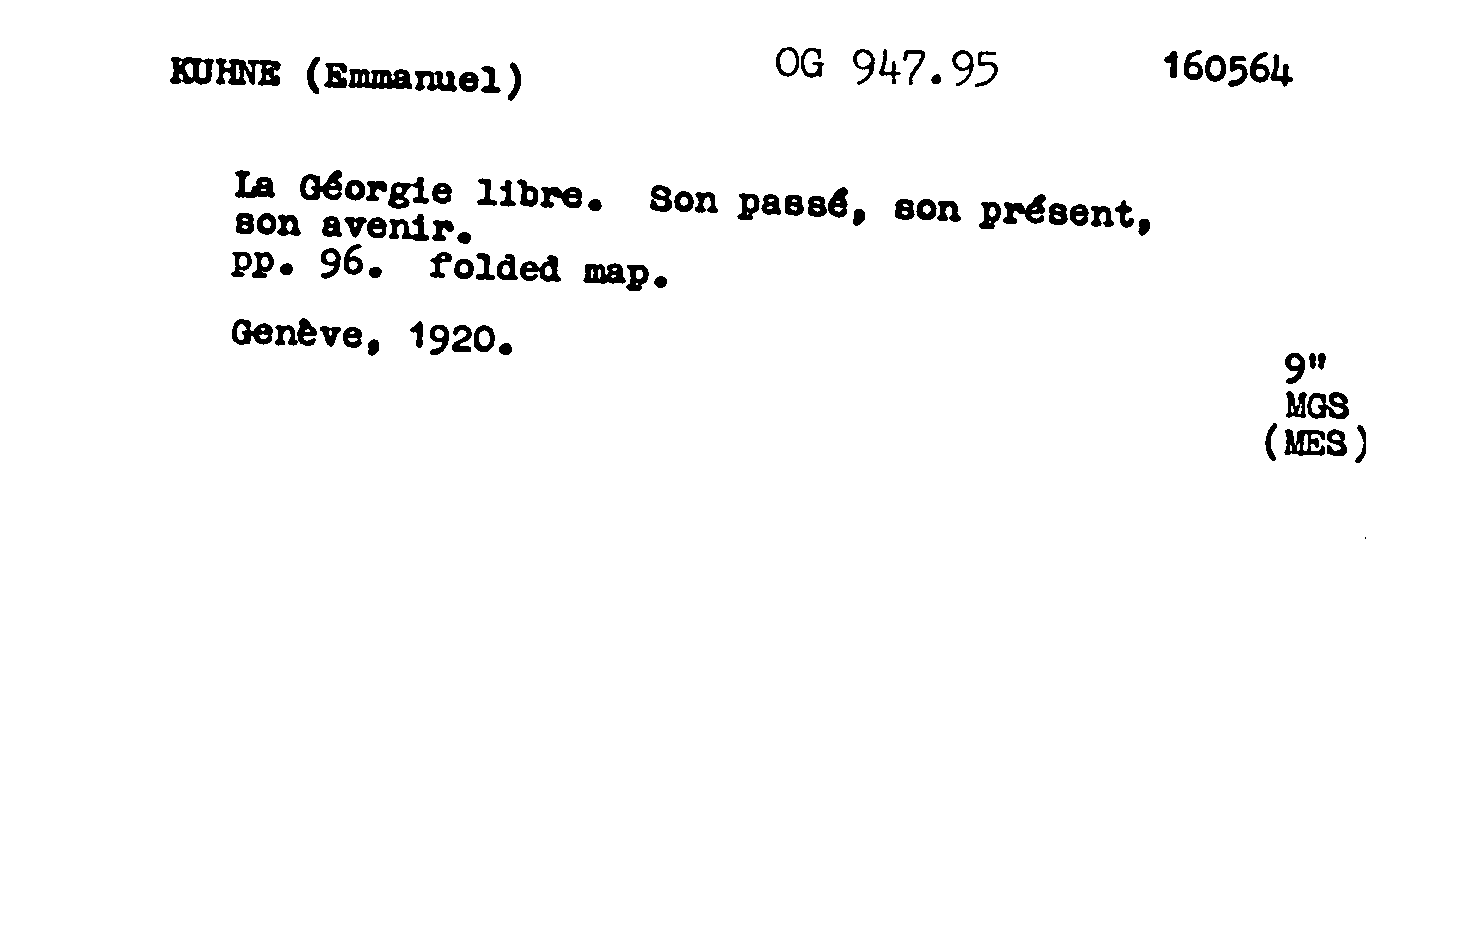 KUHNE (Emmanuel) OG 947.95 160564
La Géorgie libre. Son passé, son présent,
son avenir.
pp. 96. folded map.
Genève, 1920.
9"
MGS
(MES)